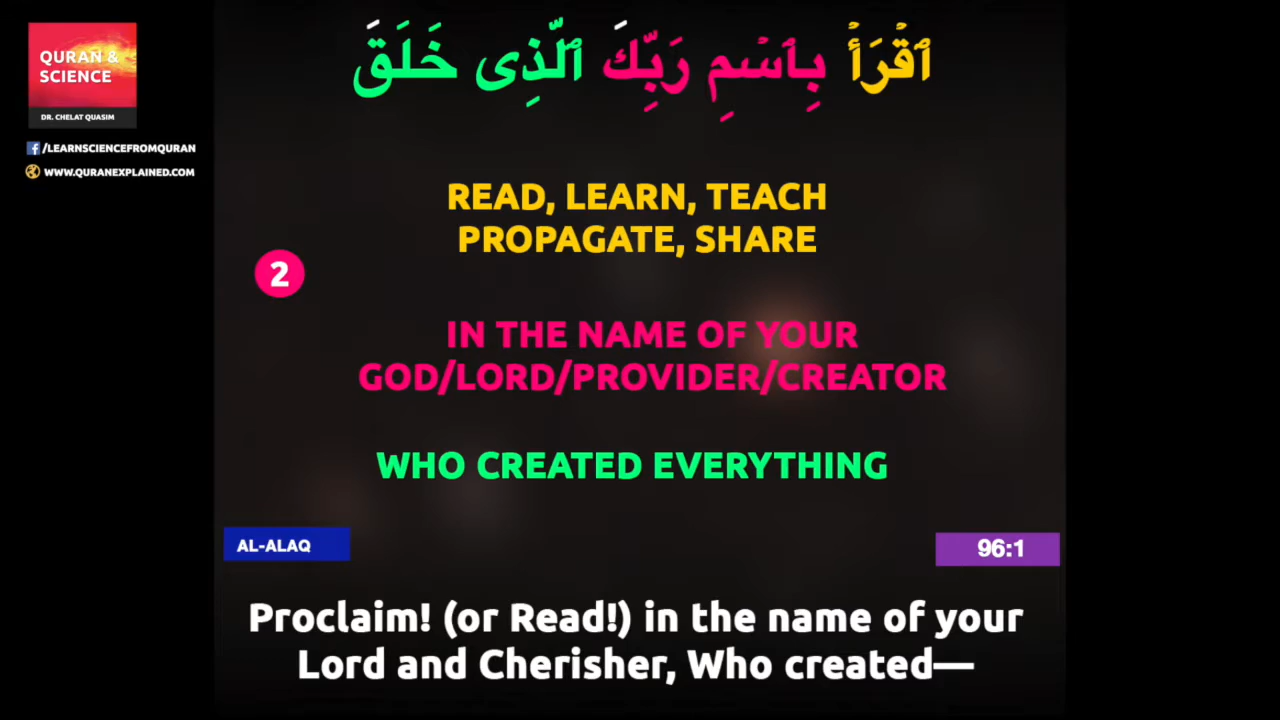 ٱقْرَأْ بِٱسْمِ رَبِّكَ ٱلَّذِى خَلَقَ
QURAN &
SCIENCE
DR. CHELAT QUASIM
/LEARNSCIENCEFROMQURAN
WWW.QURANEXPLAINED.COM
READ, LEARN, TEACH
PROPAGATE, SHARE
2
IN THE NAME OF YOUR
GOD/LORD/PROVIDER/CREATOR
WHO CREATED EVERYTHING
AL-ALAQ
96:1
Proclaim! (or Read!) in the name of your
Lord and Cherisher, Who created—